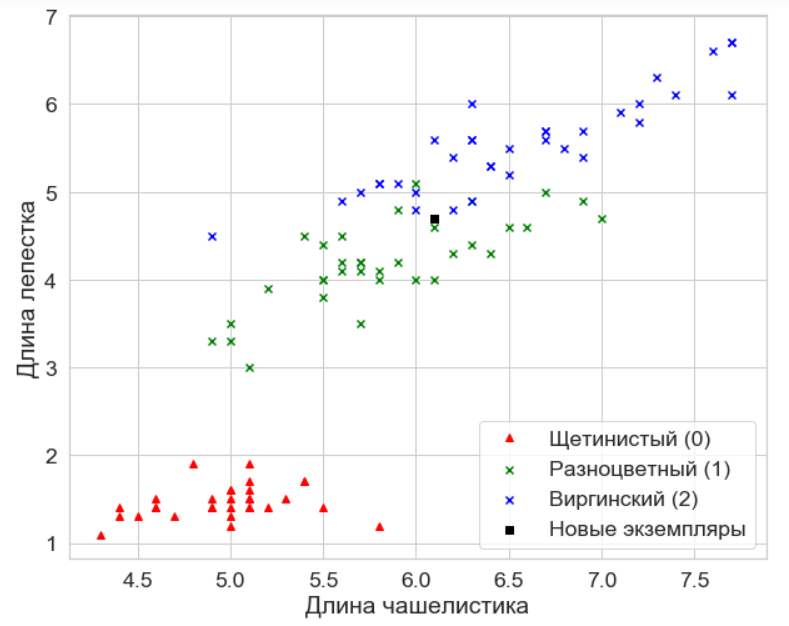 7
6
5
4
3
2
1
Длина лепестка
Щетинистый (0)
Разноцветный (1)
Виргинский (2)
Новые экземпляры
4.5 5.0 5.5 6.0 6.5 7.0 7.5
Длина чашелистика